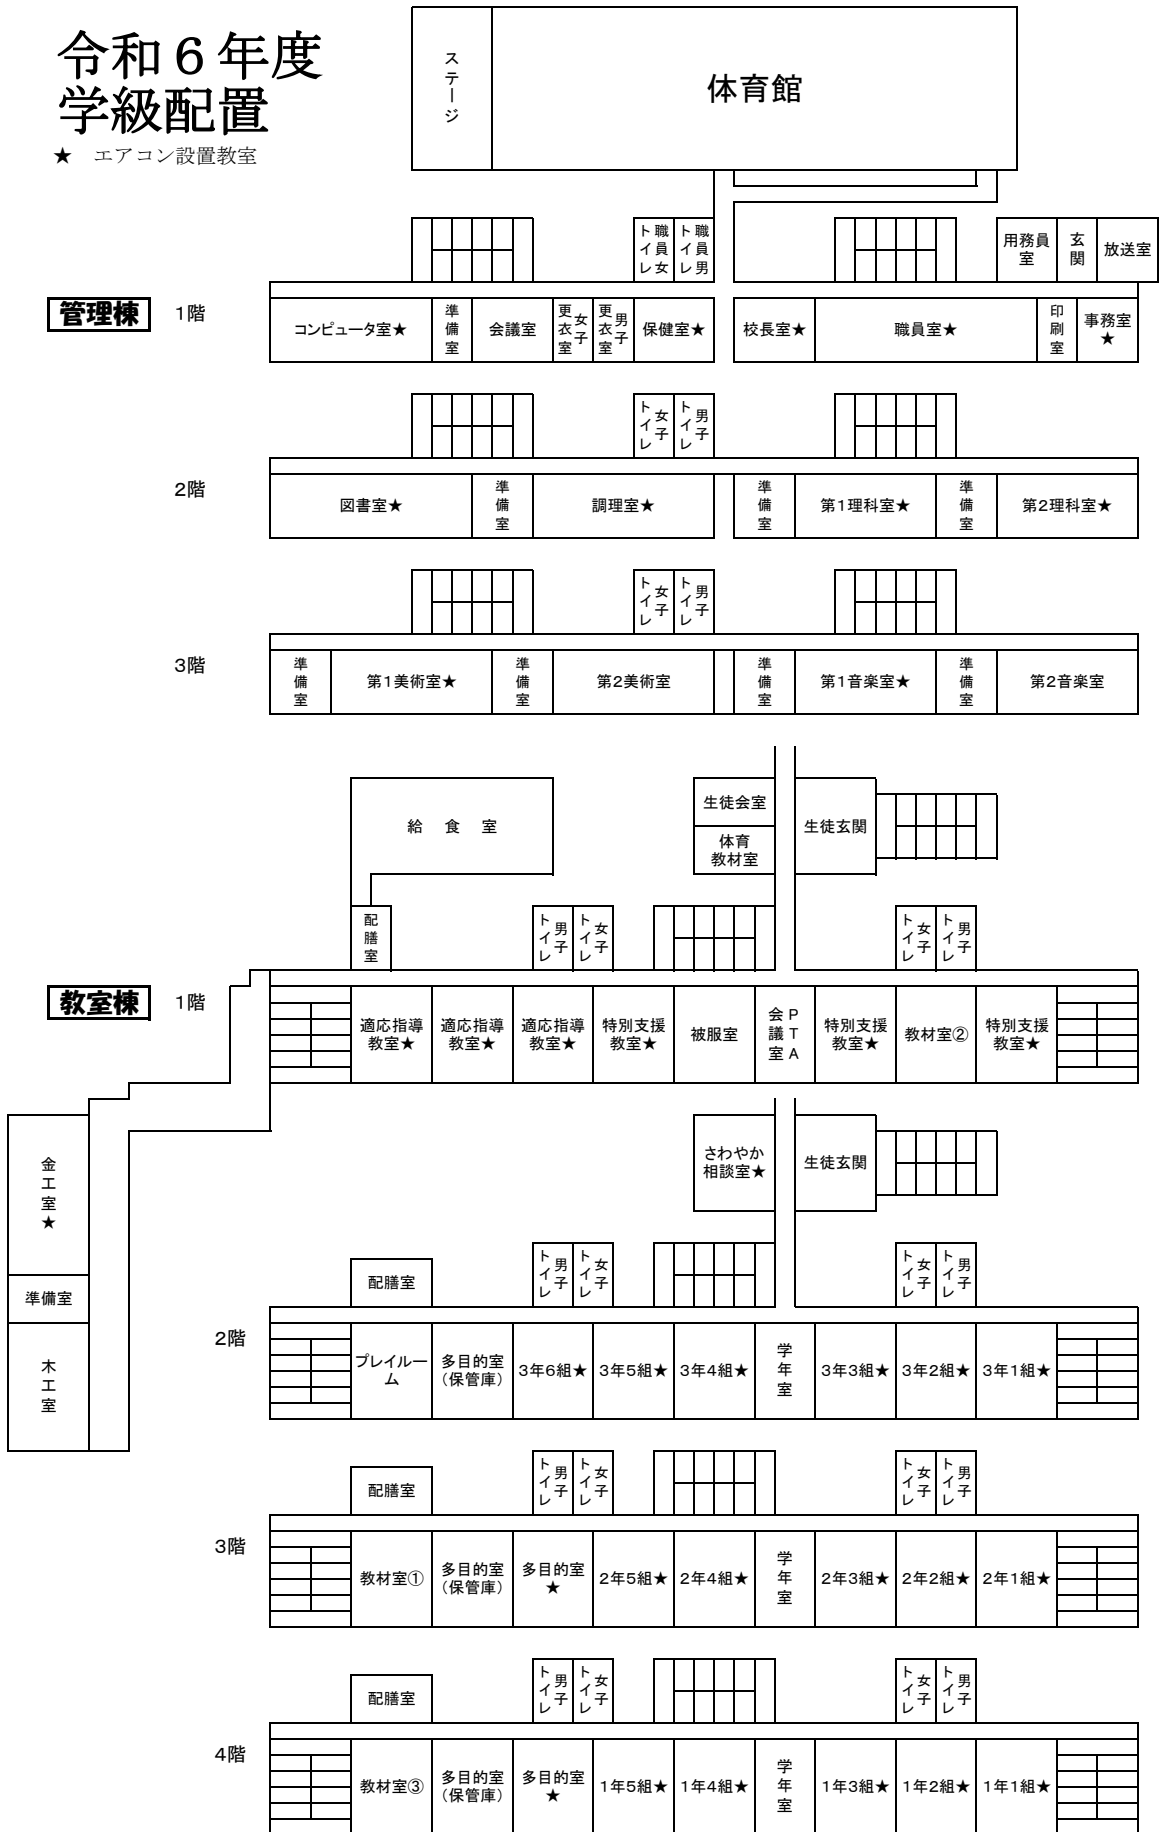 令和６年度
学級配置
★　エアコン設置教室
ステージ
体育館
職員女トイレ
職員男トイレ
用務員室
玄関
放送室
管理棟
1階
コンピュータ室★
準備室
会議室
女子更衣室
男子更衣室
保健室★
校長室★
職員室★
印刷室
事務室★
女子トイレ
男子トイレ
2階
図書室★
準備室
調理室★
準備室
第1理科室★
準備室
第2理科室★
女子トイレ
男子トイレ
3階
準備室
第1美術室★
準備室
第2美術室
準備室
第1音楽室★
準備室
第2音楽室
給　食　室
生徒会室
体育教材室
生徒玄関
配膳室
男子トイレ
女子トイレ
女子トイレ
男子トイレ
教室棟
1階
適応指導教室★
適応指導教室★
適応指導教室★
特別支援教室★
被服室
PTA会議室
特別支援教室★
教材室②
特別支援教室★
金工室★
準備室
木工室
さわやか相談室★
生徒玄関
配膳室
男子トイレ
女子トイレ
女子トイレ
男子トイレ
2階
プレイルーム
多目的室（保管庫）
3年6組★
3年5組★
3年4組★
学年室
3年3組★
3年2組★
3年1組★
配膳室
男子トイレ
女子トイレ
女子トイレ
男子トイレ
3階
教材室①
多目的室（保管庫）
多目的室★
2年5組★
2年4組★
学年室
2年3組★
2年2組★
2年1組★
配膳室
男子トイレ
女子トイレ
女子トイレ
男子トイレ
4階
教材室③
多目的室（保管庫）
多目的室★
1年5組★
1年4組★
学年室
1年3組★
1年2組★
1年1組★